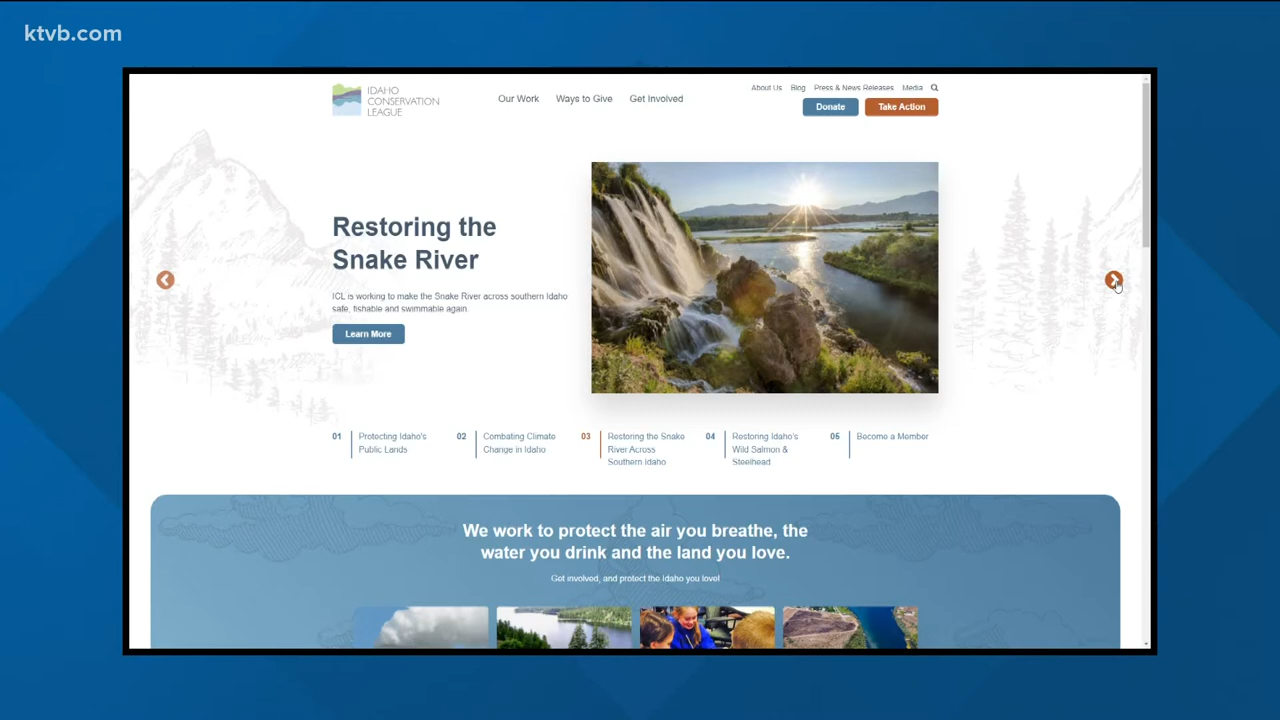 ktvb.com
IDAHO
CONSERVATION
LEAGUE
Our Work Ways to Give Get Involved
About Us Blog Press & News Releases Media
Donate Take Action
Restoring the
Snake River
ICL is working to make the Snake River across southern Idaho
safe, fishable and swimmable again.
Learn More
01 Protecting Idaho's
Public Lands
02 Combating Climate
Change in Idaho
03 Restoring the Snake
River Across
Southern Idaho
04 Restoring Idaho's
Wild Salmon &
Steelhead
05 Become a Member
We work to protect the air you breathe, the
water you drink and the land you love.
Get involved, and protect the Idaho you love!